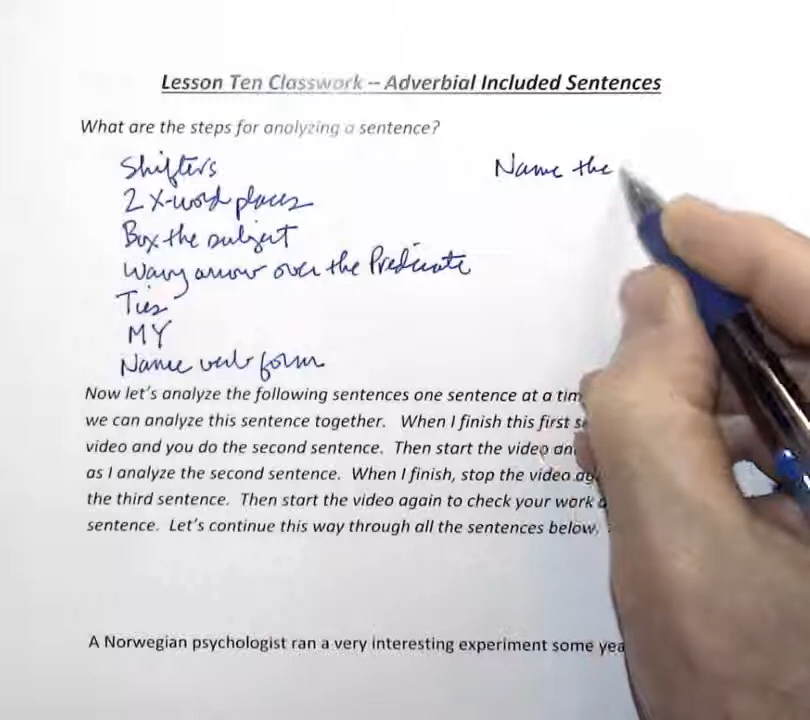 Lesson Ten Classwork – Adverbial Included Sentences
What are the steps for analyzing a sentence?
Shifters
Name the
2 X-word places
Box the subject
Wavy arrow over the Predicate
Ties
MY
Name verb form
Now let's analyze the following sentences one sentence at a tim
we can analyze this sentence together. When I finish this first s
video and you do the second sentence. Then start the video an
as I analyze the second sentence. When I finish, stop the video ag
the third sentence. Then start the video again to check your work
sentence. Let's continue this way through all the sentences below.
A Norwegian psychologist ran a very interesting experiment some yea